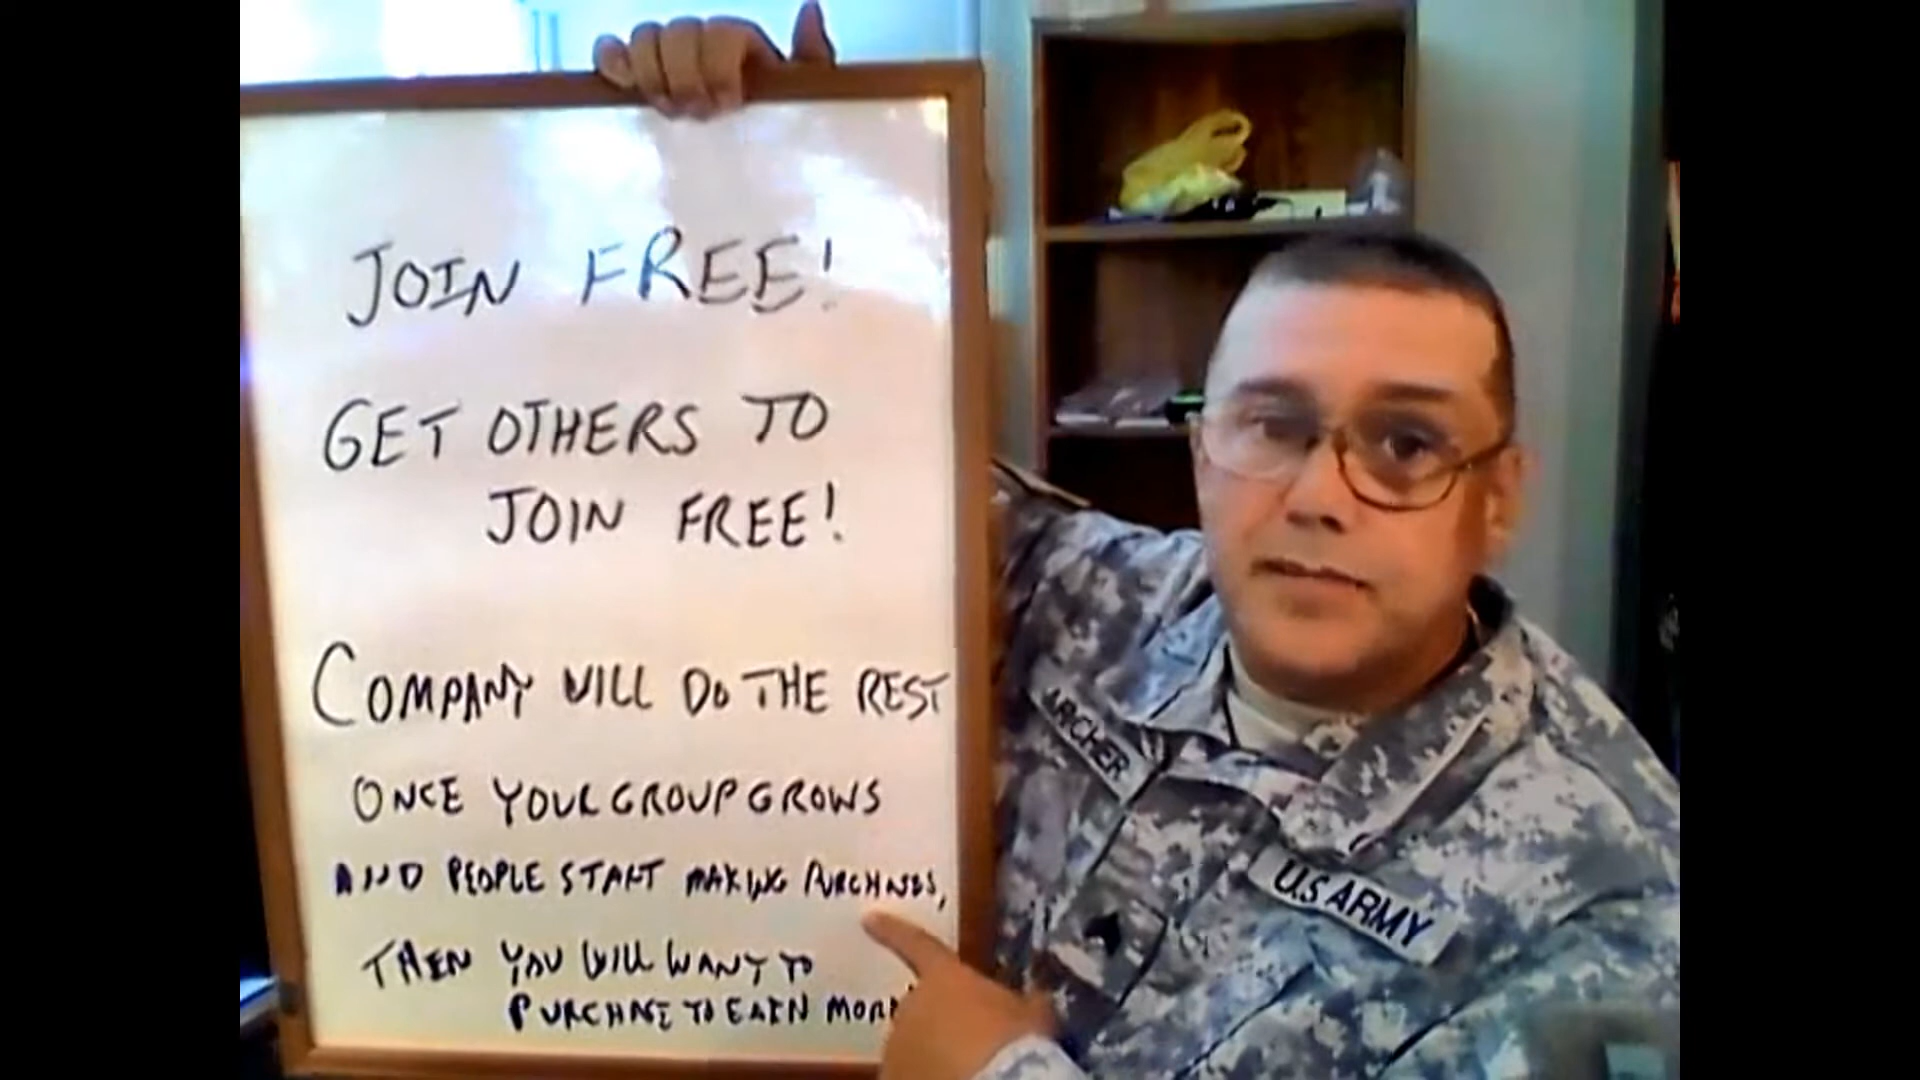 JOIN FREE!
GET OTHERS TO
JOIN FREE!
COMPANY WILL DO THE REST
ONCE YOUR GROUP GROWS
AND PEOPLE START MAKING PURCHASES,
THEN YOU WILL WANT TO
PURCHASE TO EARN MORE
ARCHER
U.S ARMY